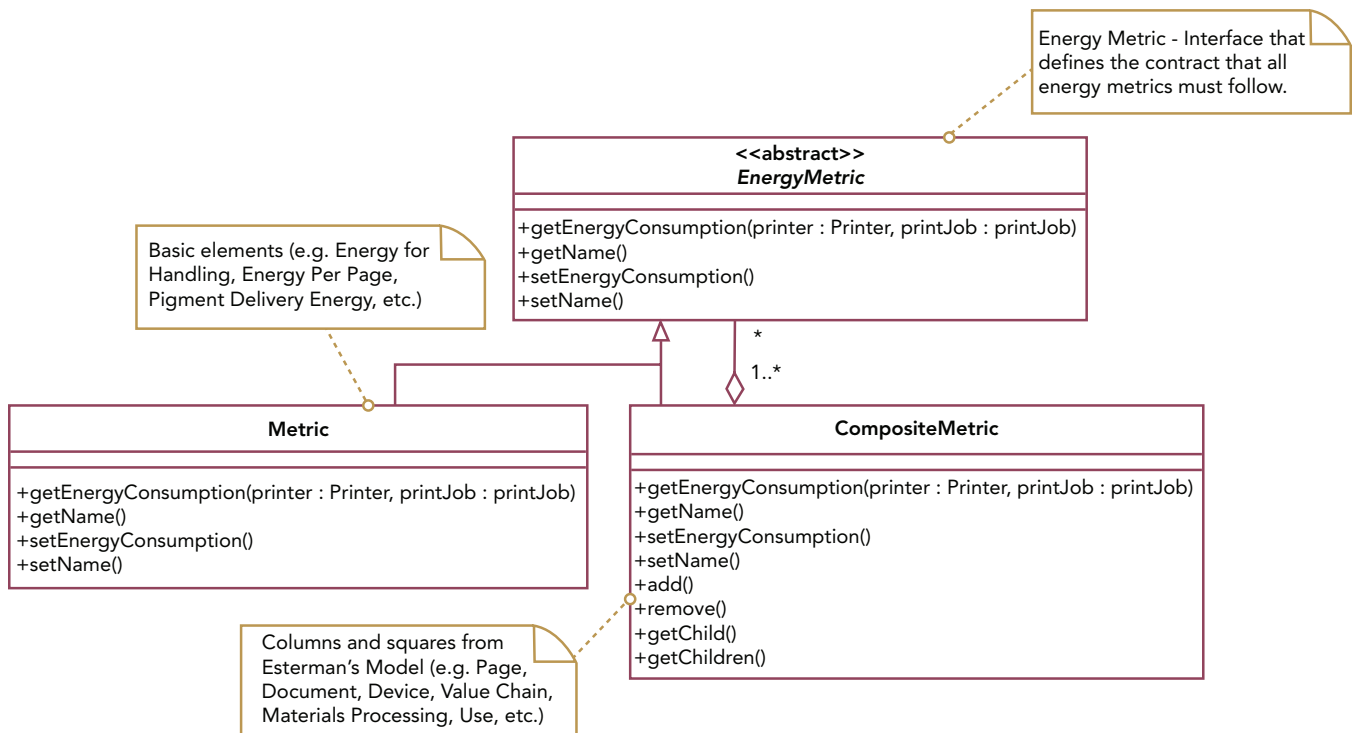 Energy Metric - Interface that
defines the contract that all
energy metrics must follow.
<<abstract>>
EnergyMetric
+getEnergyConsumption(printer : Printer, printJob : printJob)
+getName()
+setEnergyConsumption()
+setName()
Basic elements (e.g. Energy for
Handling, Energy Per Page,
Pigment Delivery Energy, etc.)
*
1..*
Metric
+getEnergyConsumption(printer : Printer, printJob : printJob)
+getName()
+setEnergyConsumption()
+setName()
CompositeMetric
+getEnergyConsumption(printer : Printer, printJob : printJob)
+getName()
+setEnergyConsumption()
+setName()
+add()
+remove()
+getChild()
+getChildren()
Columns and squares from
Esterman's Model (e.g. Page,
Document, Device, Value Chain,
Materials Processing, Use, etc.)